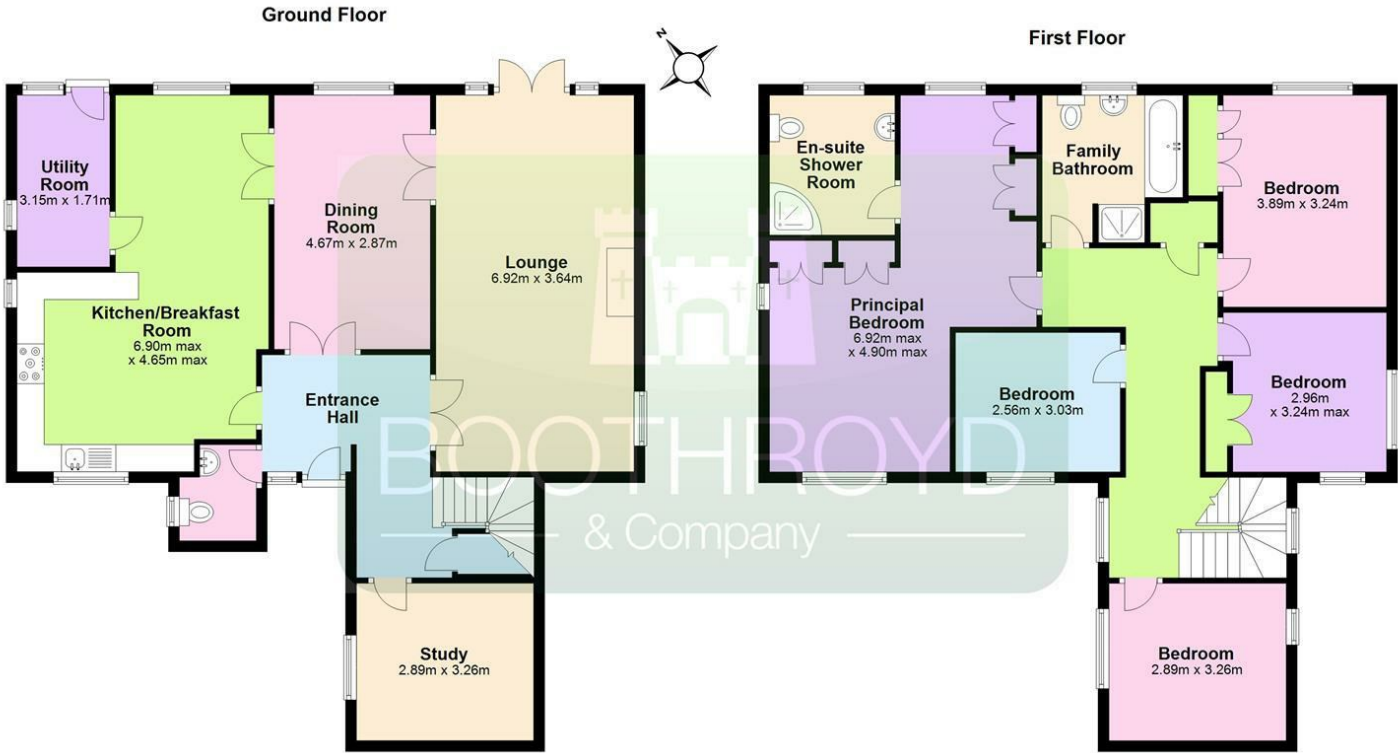 Ground Floor
N
First Floor
Utility
Room
3.15m x 1.71m
Dining
Room
4.67m x 2.87m
Lounge
6.92m x 3.64m
Kitchen/Breakfast
Room
6.90m max
x 4.65m max
Entrance
Hall
Study
2.89m x 3.26m
En-suite
Shower
Room
Family
Bathroom
Bedroom
3.89m x 3.24m
Principal
Bedroom
6.92m max
x 4.90m max
Bedroom
2.56m x 3.03m
Bedroom
2.96m
x 3.24m max
Bedroom
2.89m x 3.26m
BOOTHROYD
& Company